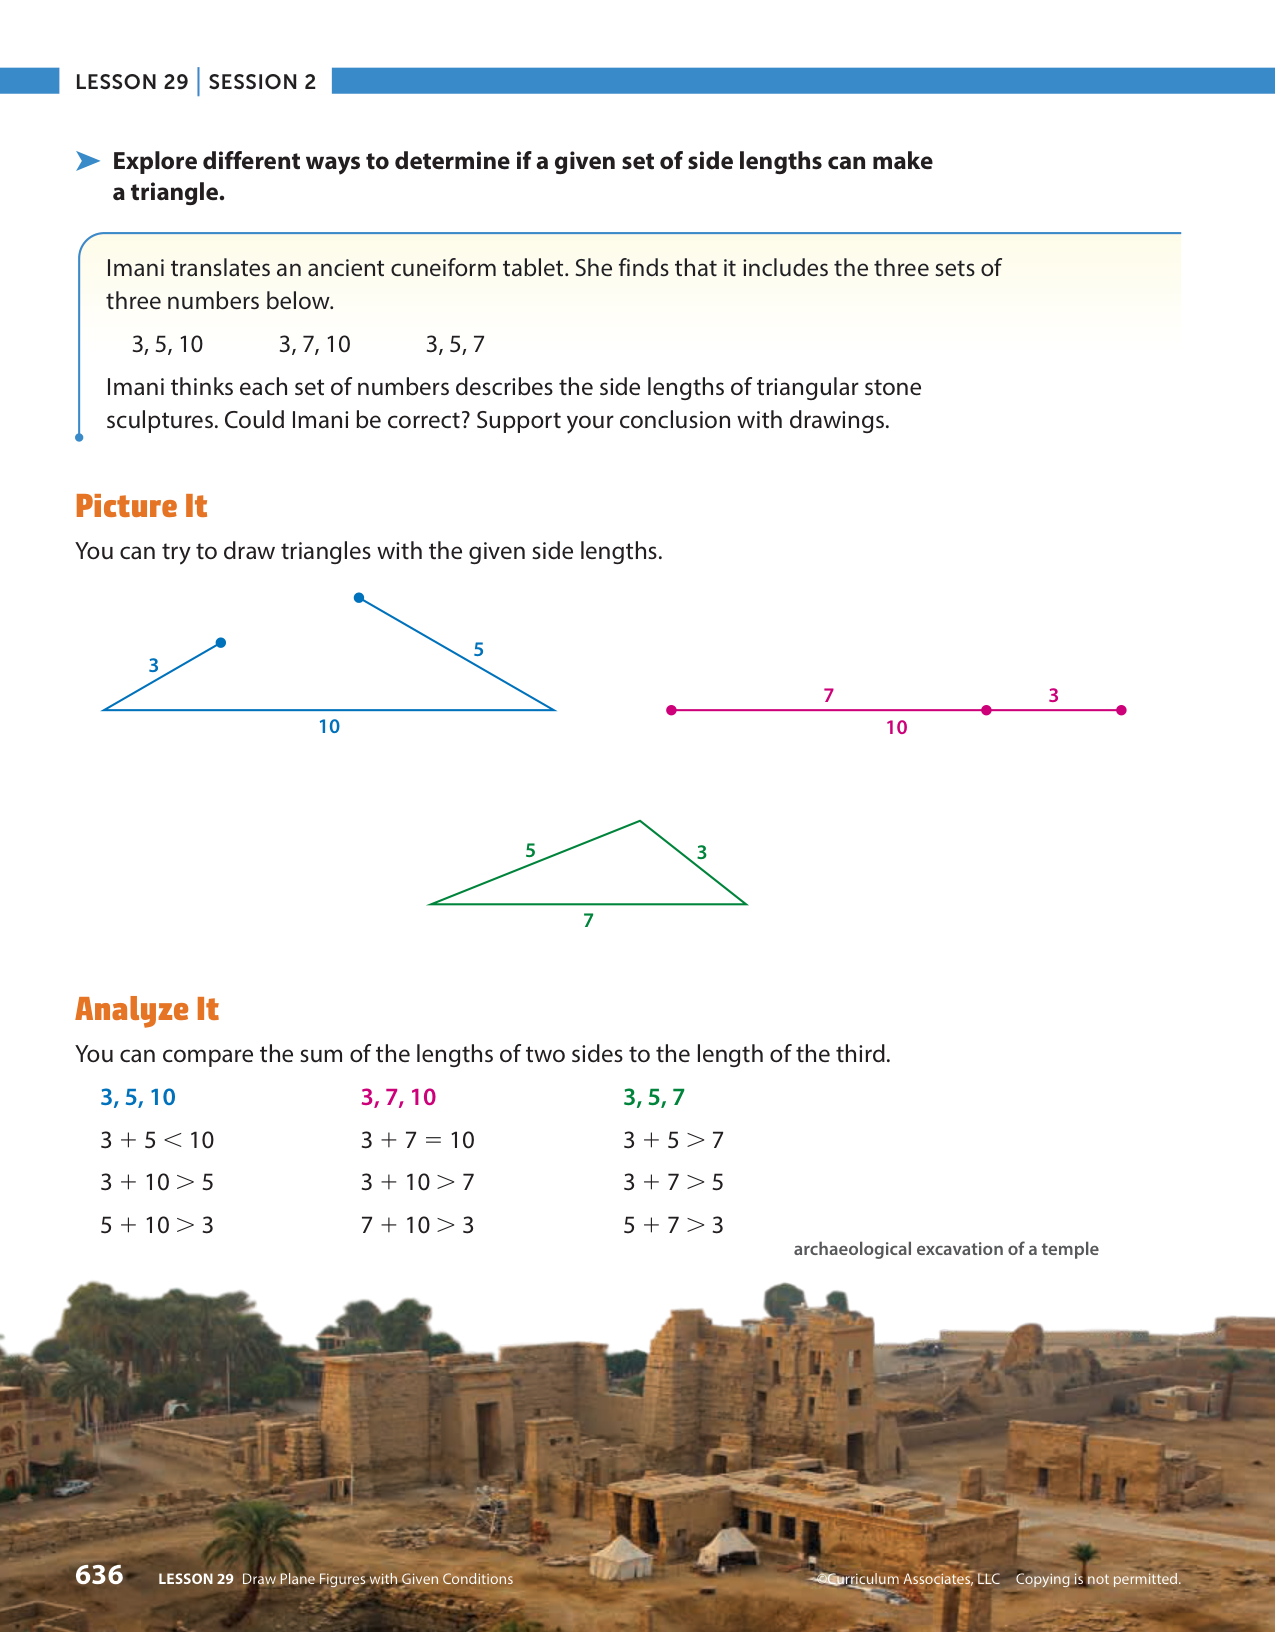 LESSON 29 | SESSION 2
➤ Explore different ways to determine if a given set of side lengths can make
a triangle.
Imani translates an ancient cuneiform tablet. She finds that it includes the three sets of
three numbers below.
3, 5, 10 3, 7, 10 3, 5, 7
Imani thinks each set of numbers describes the side lengths of triangular stone
sculptures. Could Imani be correct? Support your conclusion with drawings.
Picture It
You can try to draw triangles with the given side lengths.
3
5
10
7 3
10
5
3
7
Analyze It
You can compare the sum of the lengths of two sides to the length of the third.
3, 5, 10 3, 7, 10 3, 5, 7
3 + 5 < 10 3 + 7 = 10 3 + 5 > 7
3 + 10 > 5 3 + 10 > 7 3 + 7 > 5
5 + 10 > 3 7 + 10 > 3 5 + 7 > 3
archaeological excavation of a temple
636 LESSON 29 Draw Plane Figures with Given Conditions ©Curriculum Associates, LLC Copying is not permitted.